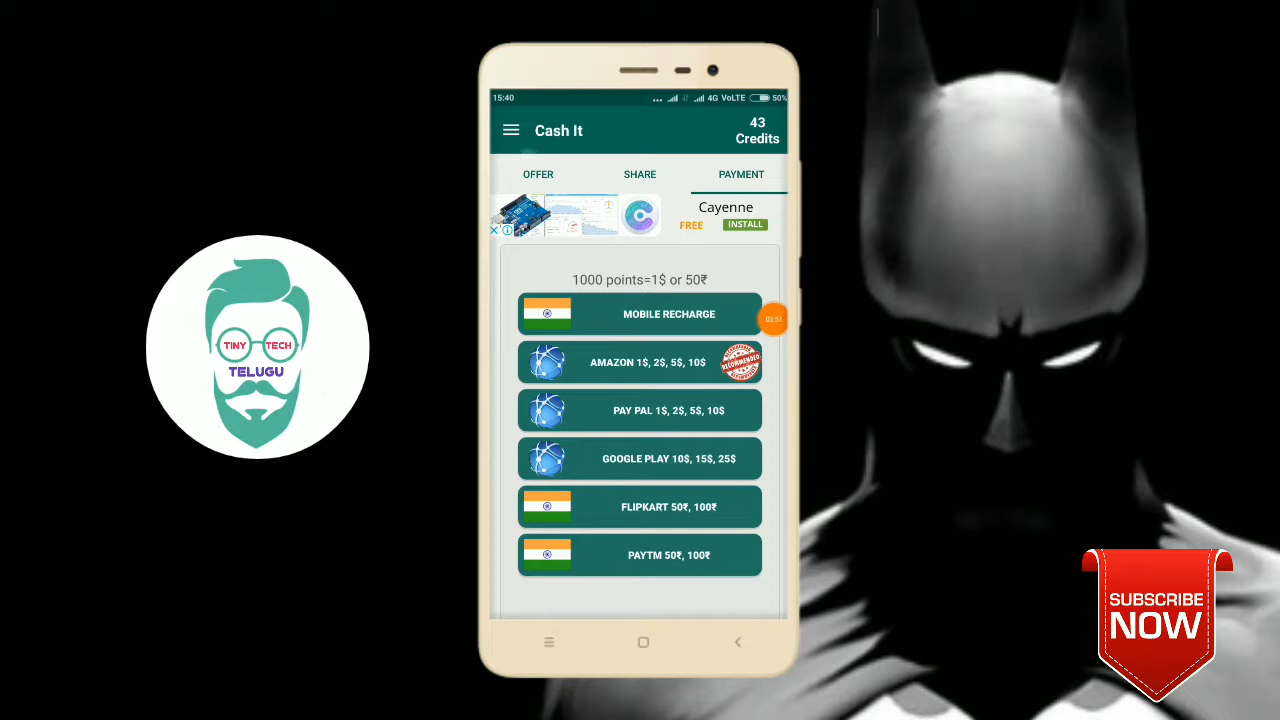 15:40
4G VoLTE 50%
Cash It
43
Credits
OFFER
SHARE
PAYMENT
Cayenne
FREE
INSTALL
1000 points=1$ or 50₹
MOBILE RECHARGE
AMAZON 1$, 2$, 5$, 10$
RECOMMENDED
PAY PAL 1$, 2$, 5$, 10$
GOOGLE PLAY 10$, 15$, 25$
FLIPKART 50₹, 100₹
PAYTM 50₹, 100₹
TINY TECH
TELUGU
SUBSCRIBE
NOW